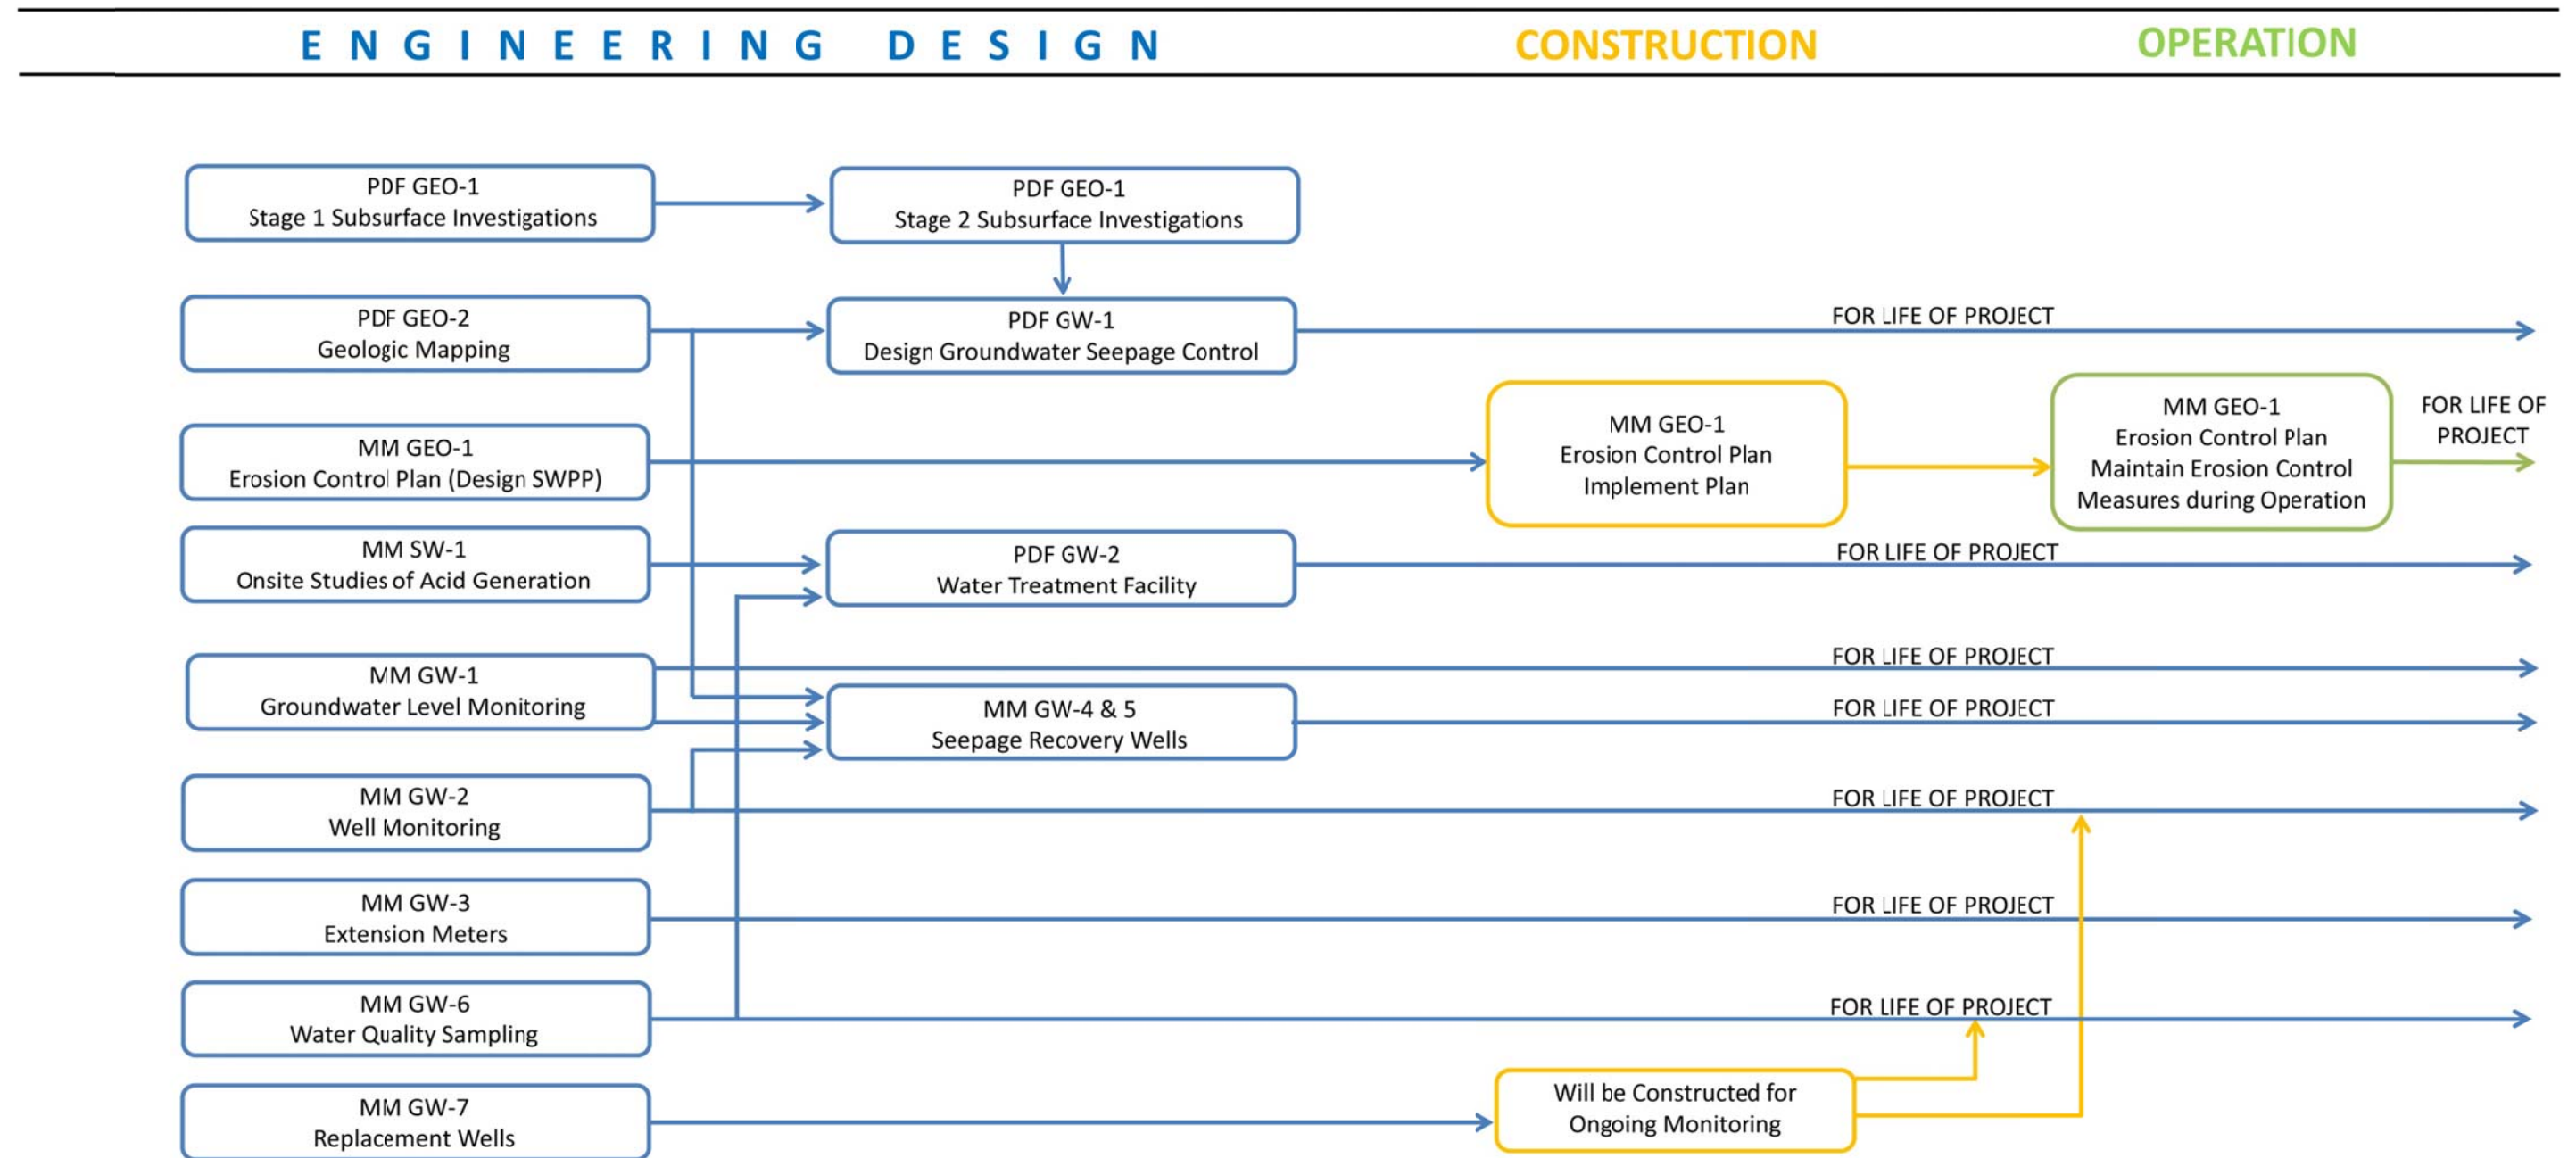 ENGINEERING DESIGN
CONSTRUCTION
OPERATION
PDF GEO-1
Stage 1 Subsurface Investigations
PDF GEO-1
Stage 2 Subsurface Investigations
PDF GEO-2
Geologic Mapping
PDF GW-1
Design Groundwater Seepage Control
FOR LIFE OF PROJECT
MM GEO-1
Erosion Control Plan (Design SWPP)
MM GEO-1
Erosion Control Plan
Implement Plan
MM GEO-1
Erosion Control Plan
Maintain Erosion Control
Measures during Operation
FOR LIFE OF
PROJECT
MM SW-1
Onsite Studies of Acid Generation
PDF GW-2
Water Treatment Facility
FOR LIFE OF PROJECT
MM GW-1
Groundwater Level Monitoring
FOR LIFE OF PROJECT
MM GW-4 & 5
Seepage Recovery Wells
FOR LIFE OF PROJECT
MM GW-2
Well Monitoring
FOR LIFE OF PROJECT
MM GW-3
Extension Meters
FOR LIFE OF PROJECT
MM GW-6
Water Quality Sampling
FOR LIFE OF PROJECT
MM GW-7
Replacement Wells
Will be Constructed for
Ongoing Monitoring